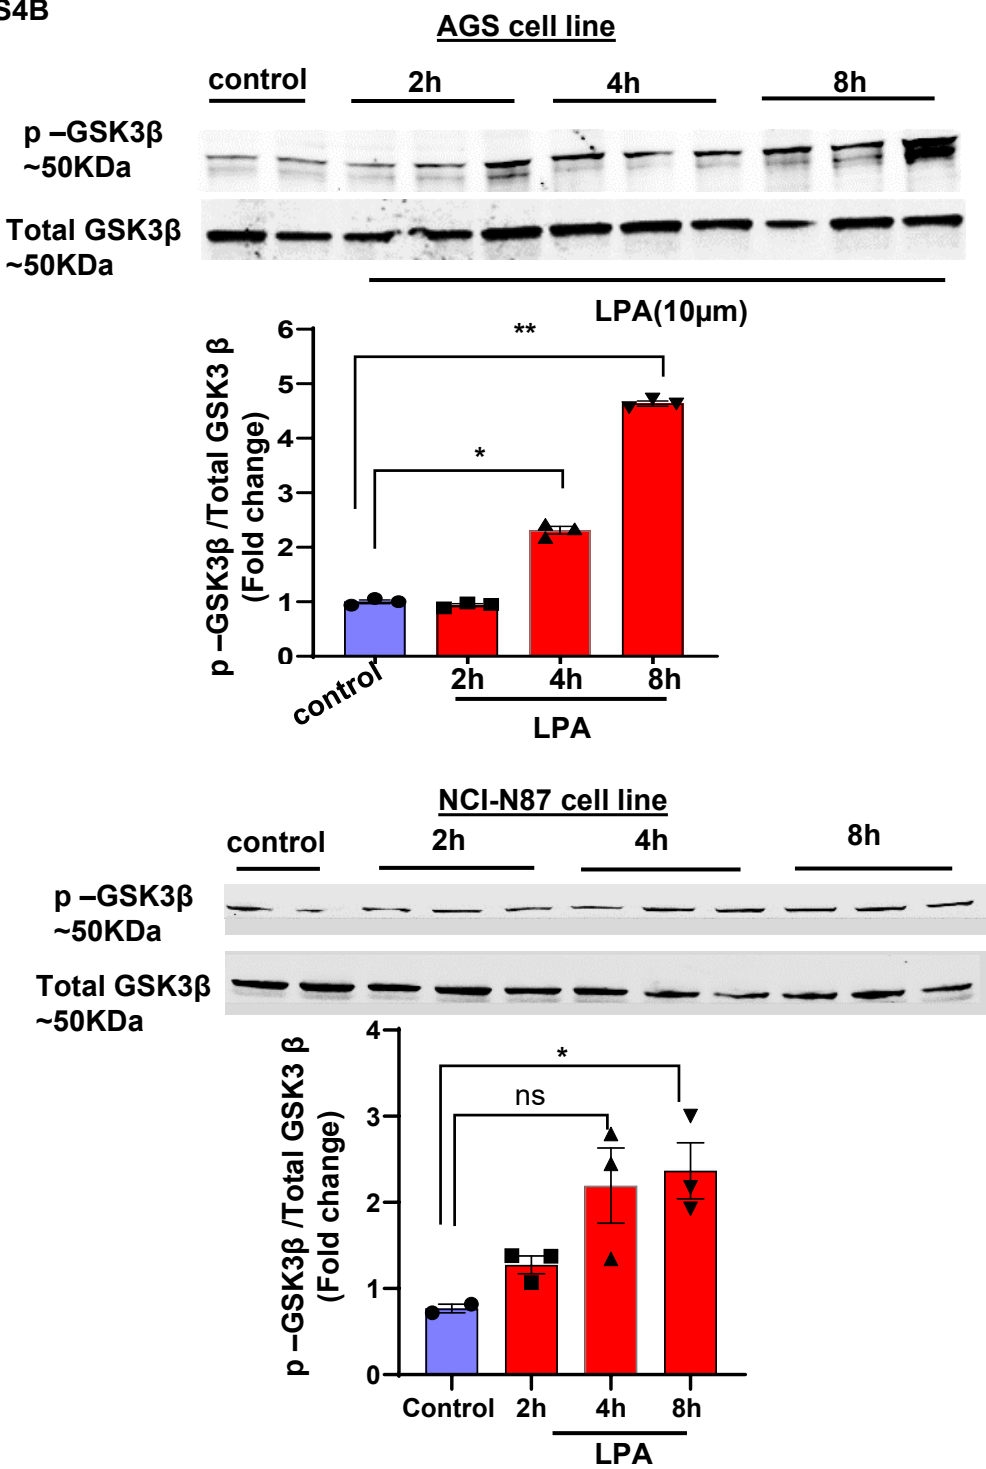 S4B
AGS cell line
control 2h 4h 8h
p –GSK3β
~50KDa
Total GSK3β
~50KDa
LPA(10μm)
p –GSK3β /Total GSK3 β
(Fold change)
6
5
4
3
2
1
0
**
*
control 2h 4h 8h
LPA
NCI-N87 cell line
control 2h 4h 8h
p –GSK3β
~50KDa
Total GSK3β
~50KDa
p –GSK3β /Total GSK3 β
(Fold change)
4
3
2
1
0
*
ns
Control 2h 4h 8h
LPA